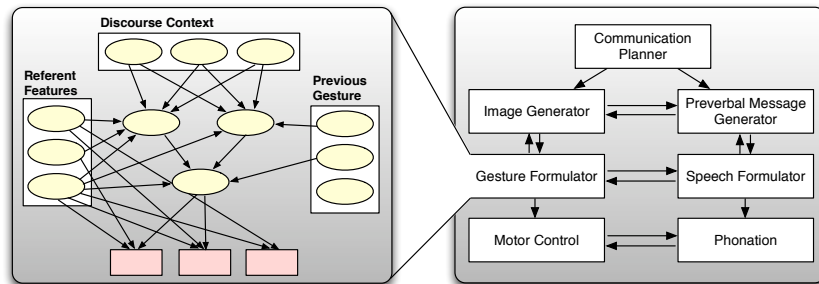 Discourse Context
Referent
Features
Previous
Gesture
Communication
Planner
Image Generator
Preverbal Message
Generator
Gesture Formulator
Speech Formulator
Motor Control
Phonation